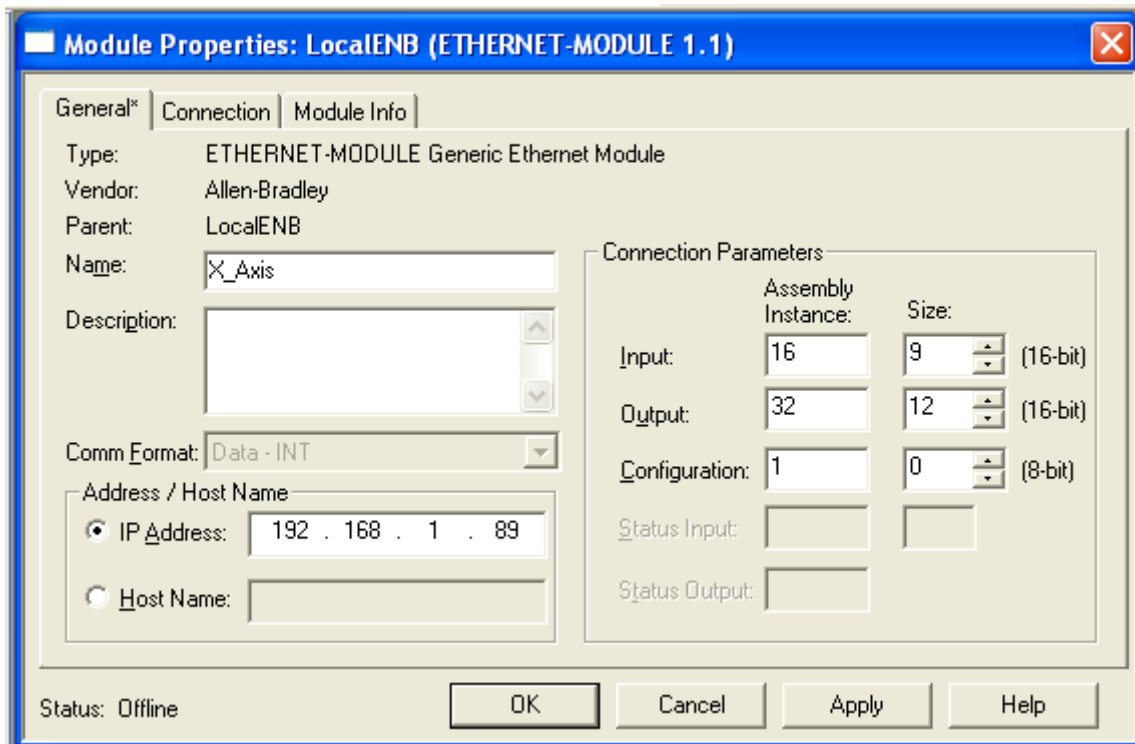 Module Properties: LocalENB (ETHERNET-MODULE 1.1)
General* Connection Module Info
Type: ETHERNET-MODULE Generic Ethernet Module
Vendor: Allen-Bradley
Parent: LocalENB
Name: X_Axis
Description:
Comm Format: Data - INT
Address / Host Name
IP Address: 192 . 168 . 1 . 89
Host Name:
Connection Parameters
Assembly Instance: Size:
Input: 16 9 (16-bit)
Output: 32 12 (16-bit)
Configuration: 1 0 (8-bit)
Status Input:
Status Output:
Status: Offline
OK Cancel Apply Help